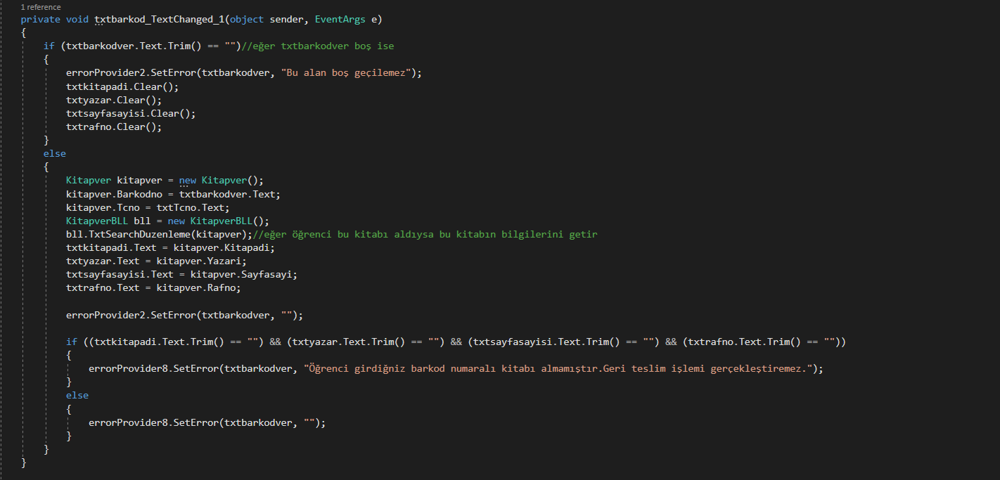 1 reference
private void txtbarkod_TextChanged_1(object sender, EventArgs e)
{
if (txtbarkodver.Text.Trim() == "")//eğer txtbarkodver boş ise
{
errorProvider2.SetError(txtbarkodver, "Bu alan boş geçilemez");
txtkitapadi.Clear();
txtyazar.Clear();
txtsayfasayisi.Clear();
txtrafno.Clear();
}
else
{
Kitapver kitapver = new Kitapver();
kitapver.Barkodno = txtbarkodver.Text;
kitapver.Tcno = txtTcno.Text;
KitapverBLL bll = new KitapverBLL();
bll.TxtSearchDuzenleme(kitapver);//eğer öğrenci bu kitabı aldıysa bu kitabın bilgilerini getir
txtkitapadi.Text = kitapver.Kitapadi;
txtyazar.Text = kitapver.Yazari;
txtsayfasayisi.Text = kitapver.Sayfasayi;
txtrafno.Text = kitapver.Rafno;
errorProvider2.SetError(txtbarkodver, "");
if ((txtkitapadi.Text.Trim() == "") && (txtyazar.Text.Trim() == "") && (txtsayfasayisi.Text.Trim() == "") && (txtrafno.Text.Trim() == ""))
{
errorProvider8.SetError(txtbarkodver, "Öğrenci girdiğniz barkod numaralı kitabı almamıştır.Geri teslim işlemi gerçekleştiremez.");
}
else
{
errorProvider8.SetError(txtbarkodver, "");
}
}
}